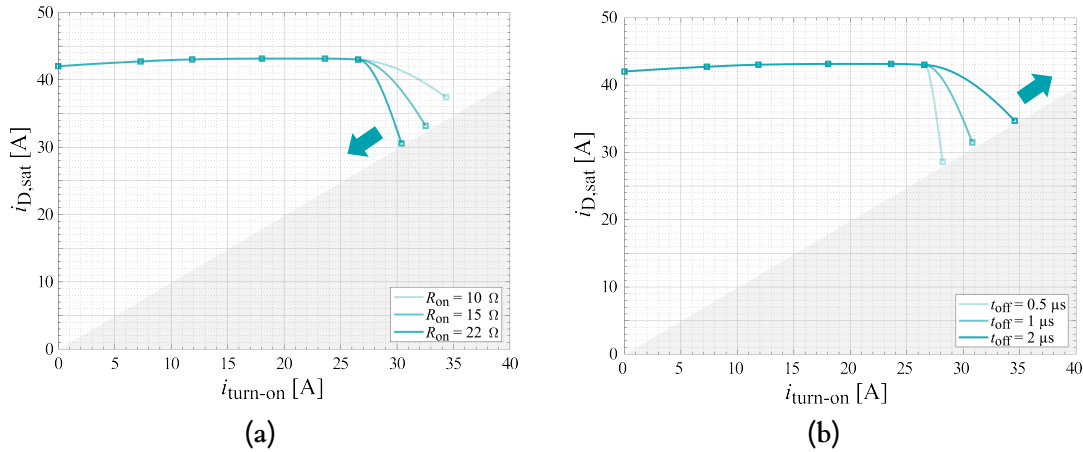 50
40
30
20
10
0
i_D,sat [A]
0 5 10 15 20 25 30 35 40
i_turn-on [A]
R_on = 10 Ω
R_on = 15 Ω
R_on = 22 Ω
(a)
50
40
30
20
10
0
i_D,sat [A]
0 5 10 15 20 25 30 35 40
i_turn-on [A]
t_off = 0.5 μs
t_off = 1 μs
t_off = 2 μs
(b)